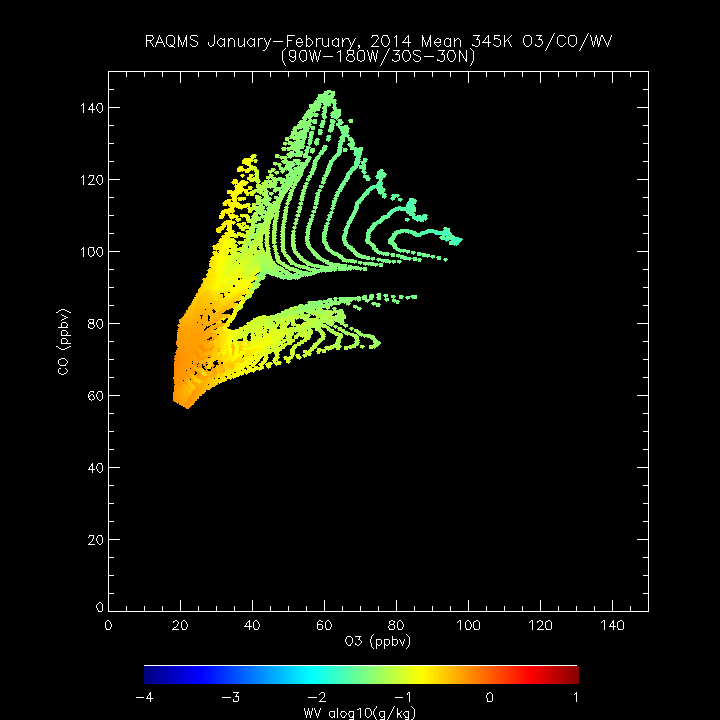 RAQMS January-February, 2014 Mean 345K O3/CO/WV
(90W-180W/30S-30N)
140
120
100
80
60
40
20
0
CO (ppbv)
0 20 40 60 80 100 120 140
O3 (ppbv)
-4 -3 -2 -1 0 1
WV alog10(g/kg)